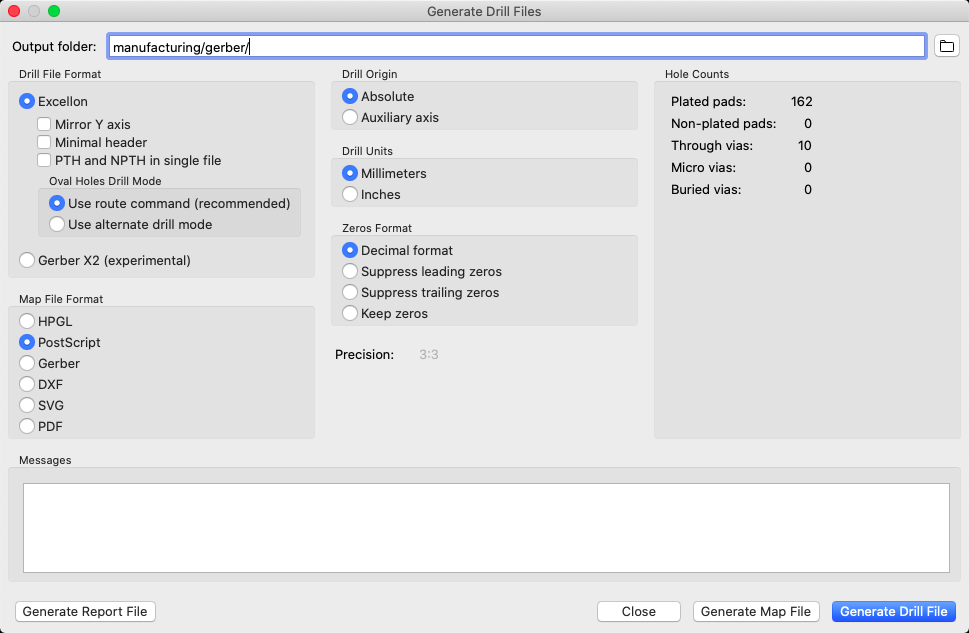 Generate Drill Files
Output folder: manufacturing/gerber/
Drill File Format
Excellon
Mirror Y axis
Minimal header
PTH and NPTH in single file
Oval Holes Drill Mode
Use route command (recommended)
Use alternate drill mode
Gerber X2 (experimental)
Map File Format
HPGL
PostScript
Gerber
DXF
SVG
PDF
Drill Origin
Absolute
Auxiliary axis
Drill Units
Millimeters
Inches
Zeros Format
Decimal format
Suppress leading zeros
Suppress trailing zeros
Keep zeros
Precision: 3:3
Hole Counts
Plated pads: 162
Non-plated pads: 0
Through vias: 10
Micro vias: 0
Buried vias: 0
Messages
Generate Report File
Close
Generate Map File
Generate Drill File